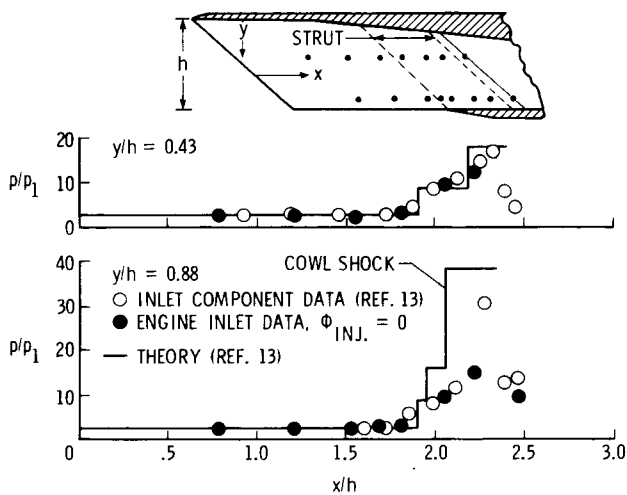 h
y
STRUT
x
y/h = 0.43
p/p1
20
10
0
y/h = 0.88
COWL SHOCK
INLET COMPONENT DATA (REF. 13)
ENGINE INLET DATA, ΦINJ. = 0
THEORY (REF. 13)
p/p1
40
30
20
10
0 .5 1.0 1.5 2.0 2.5 3.0
x/h